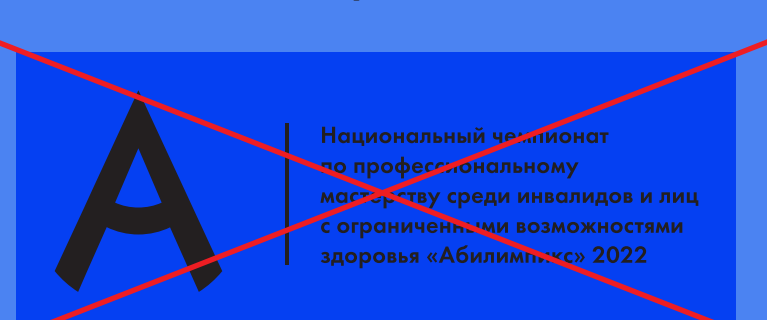 Национальный чемпионат
по профессиональному
мастерству среди инвалидов и лиц
с ограниченными возможностями
здоровья «Абилимпикс» 2022